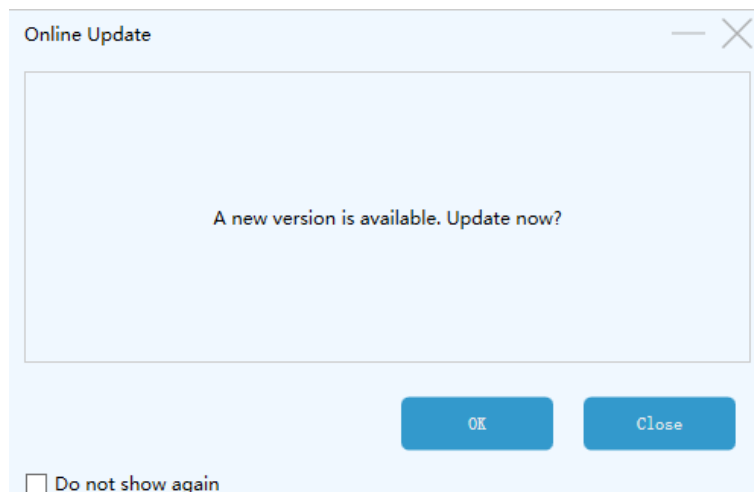 Online Update
A new version is available. Update now?
OK
Close
Do not show again